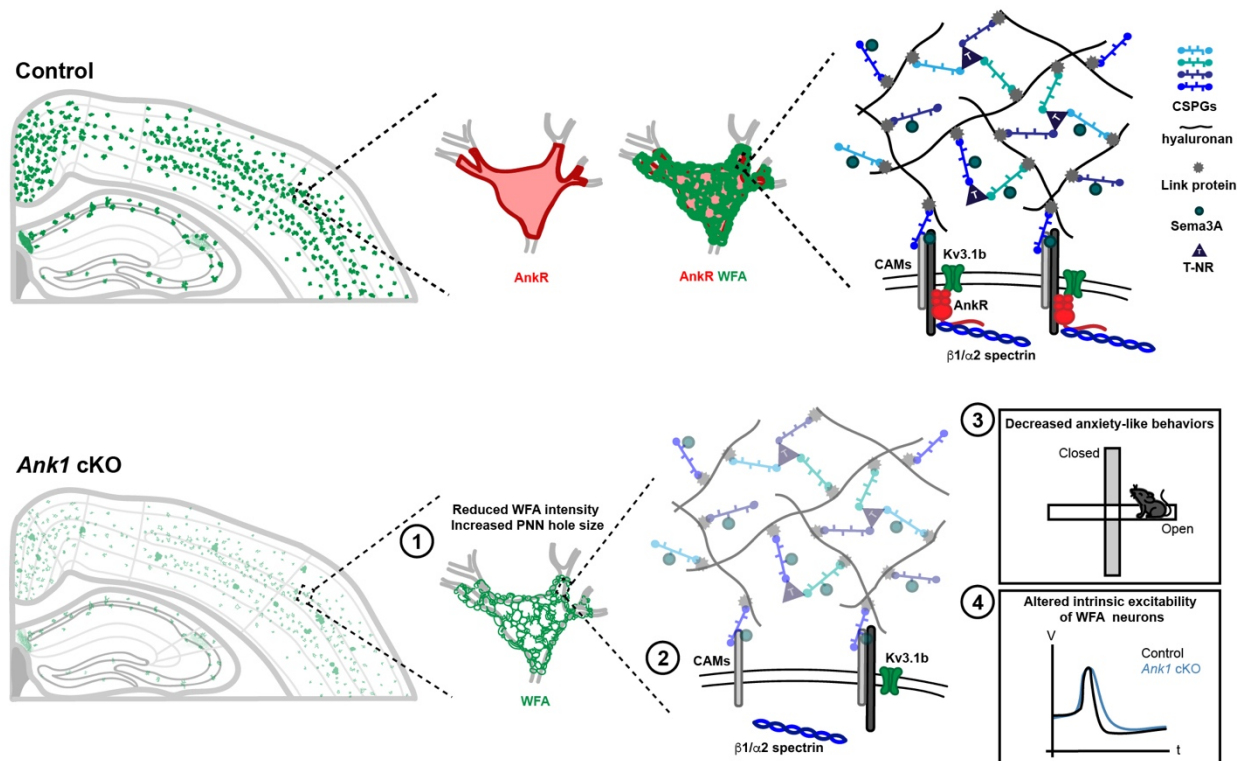 Control
AnkR
AnkR WFA
T
T
T
CAMs
Kv3.1b
AnkR
β1/α2 spectrin
CSPGs
hyaluronan
Link protein
Sema3A
T
T-NR
Ank1 cKO
1
Reduced WFA intensity
Increased PNN hole size
WFA
2
T
T
T
CAMs
Kv3.1b
β1/α2 spectrin
3
Decreased anxiety-like behaviors
Closed
Open
4
Altered intrinsic excitability
of WFA neurons
V
Control
Ank1 cKO
t